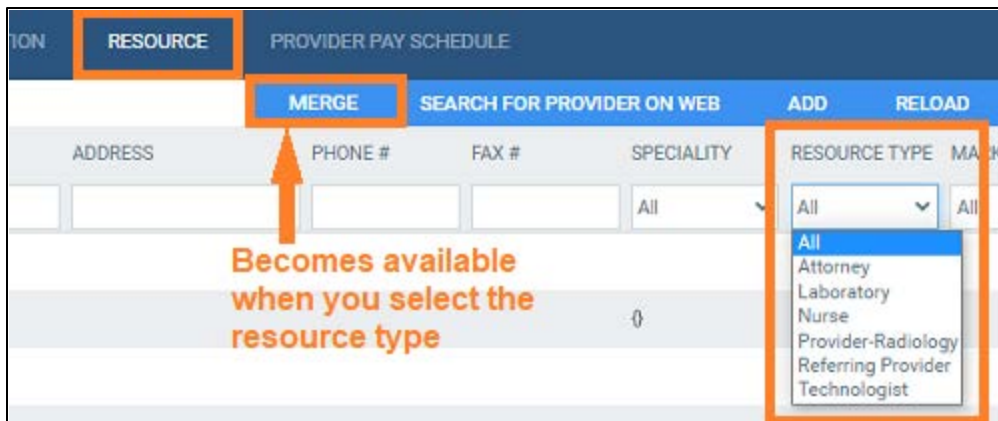 RESOURCE PROVIDER PAY SCHEDULE
MERGE SEARCH FOR PROVIDER ON WEB ADD RELOAD
ADDRESS PHONE # FAX # SPECIALITY RESOURCE TYPE
All All All
All
Attorney
Laboratory
Nurse
Provider-Radiology
Referring Provider
Technologist
Becomes available
when you select the
resource type
{}